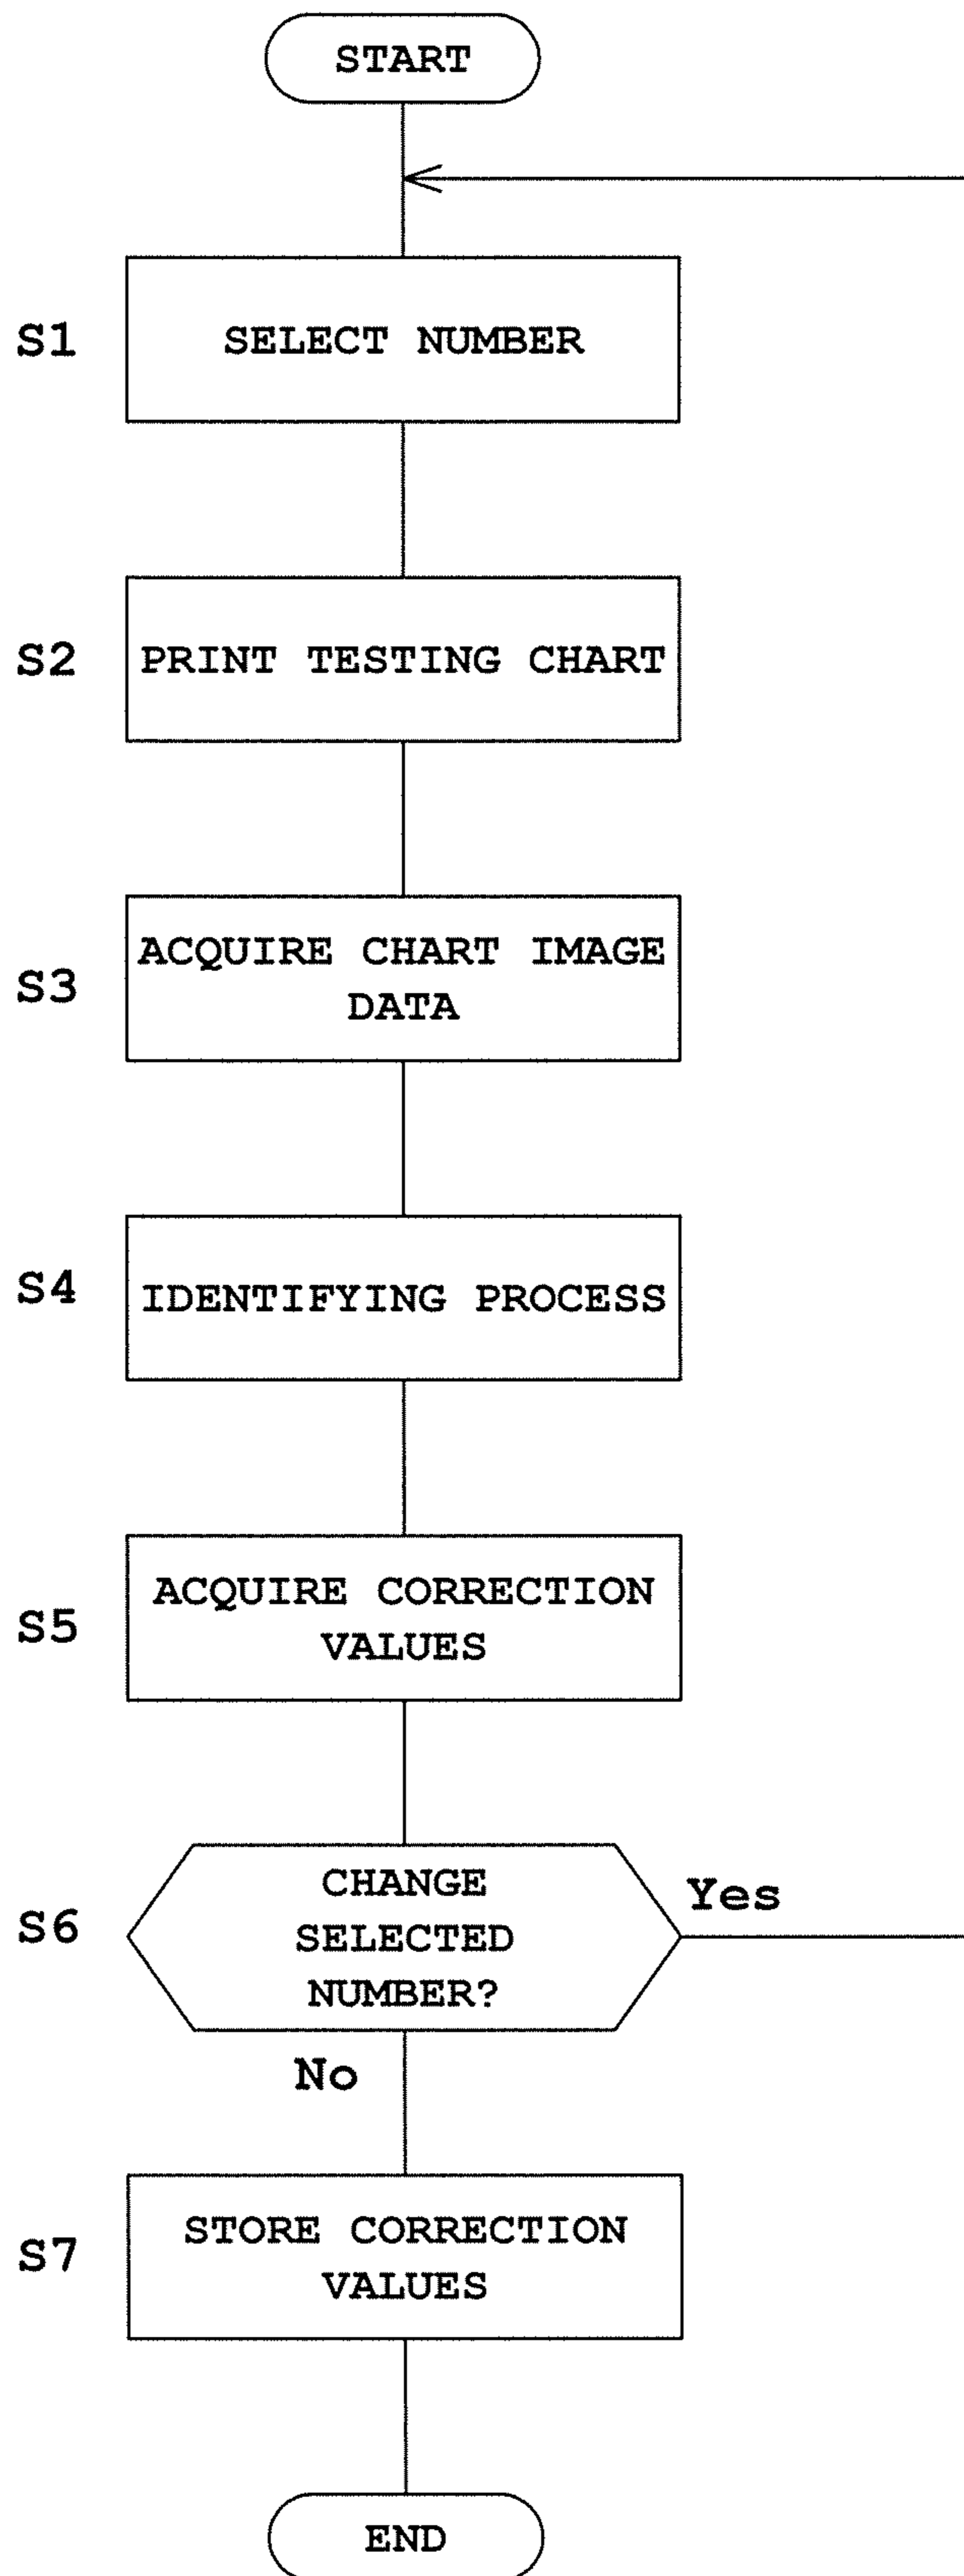 START
S1
SELECT NUMBER
S2
PRINT TESTING CHART
S3
ACQUIRE CHART IMAGE
DATA
S4
IDENTIFYING PROCESS
S5
ACQUIRE CORRECTION
VALUES
S6
CHANGE
SELECTED
NUMBER?
Yes
No
S7
STORE CORRECTION
VALUES
END